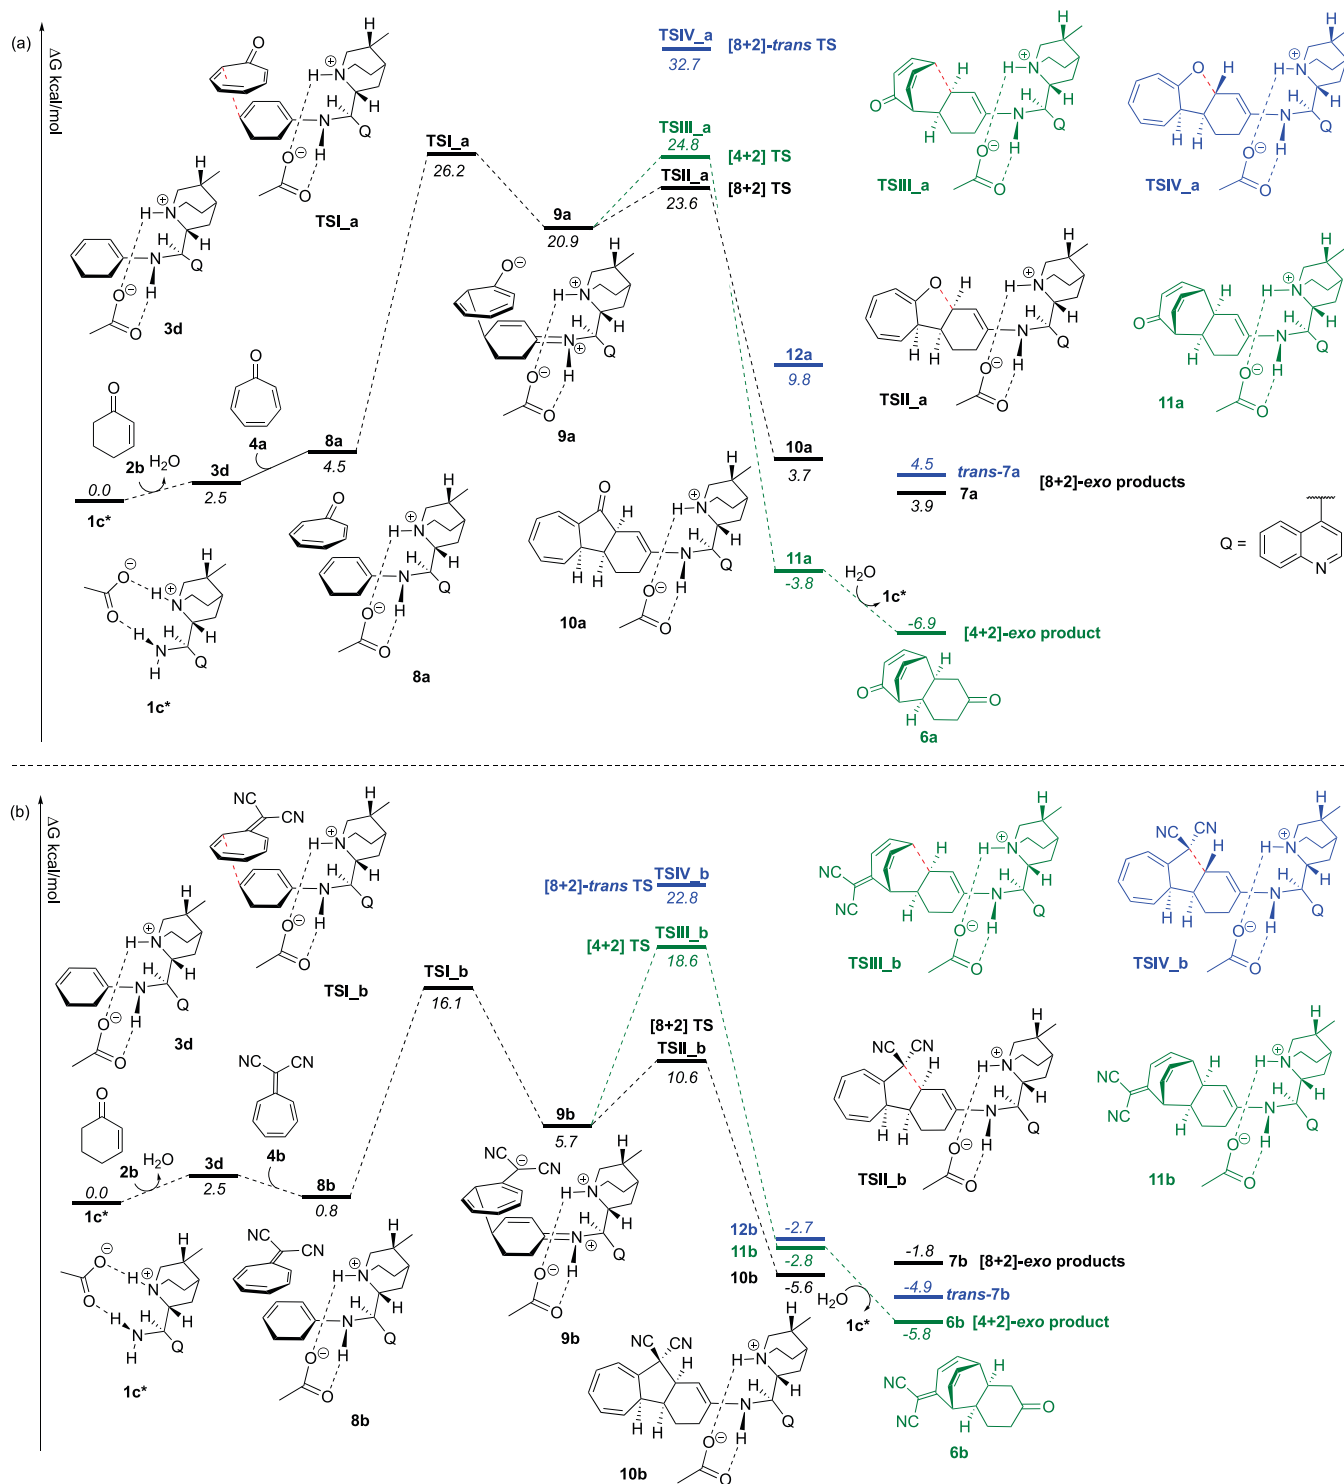 (a)
ΔG kcal/mol
TSIV_a
[8+2]-trans TS
32.7
TSI_a
26.2
TSIII_a
24.8
[4+2] TS
TSII_a
[8+2] TS
23.6
9a
20.9
TSI_a
3d
9a
TSIII_a
TSIV_a
TSII_a
11a
12a
9.8
10a
3.7
4.5
trans-7a
7a
3.9
[8+2]-exo products
2b
H₂O
4a
0.0
1c*
3d
2.5
8a
4.5
1c*
8a
10a
11a
-3.8
H₂O
1c*
-6.9
[4+2]-exo product
6a
Q =
N
(b)
ΔG kcal/mol
[8+2]-trans TS
TSIV_b
22.8
[4+2] TS
TSIII_b
18.6
TSI_b
16.1
[8+2] TS
TSII_b
10.6
TSI_b
3d
TSIII_b
TSIV_b
TSII_b
11b
9b
5.7
9b
2b
H₂O
4b
0.0
1c*
3d
2.5
8b
0.8
1c*
8b
12b
-2.7
11b
-2.8
10b
-5.6
H₂O
1c*
-1.8
7b
[8+2]-exo products
-4.9
trans-7b
6b
[4+2]-exo product
-5.8
10b
6b